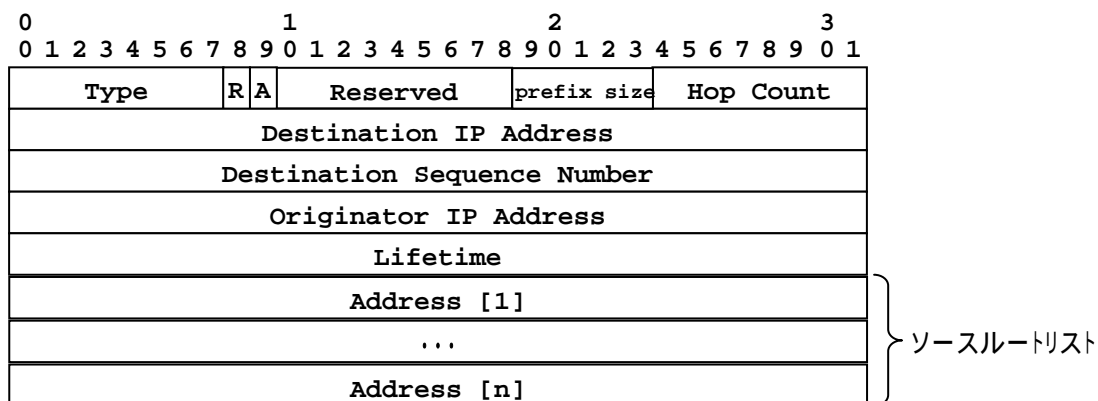 0 1 2 3
0 1 2 3 4 5 6 7 8 9 0 1 2 3 4 5 6 7 8 9 0 1 2 3 4 5 6 7 8 9 0 1
Type R A Reserved prefix size Hop Count
Destination IP Address
Destination Sequence Number
Originator IP Address
Lifetime
Address [1]
...
ソースルートリスト
Address [n]